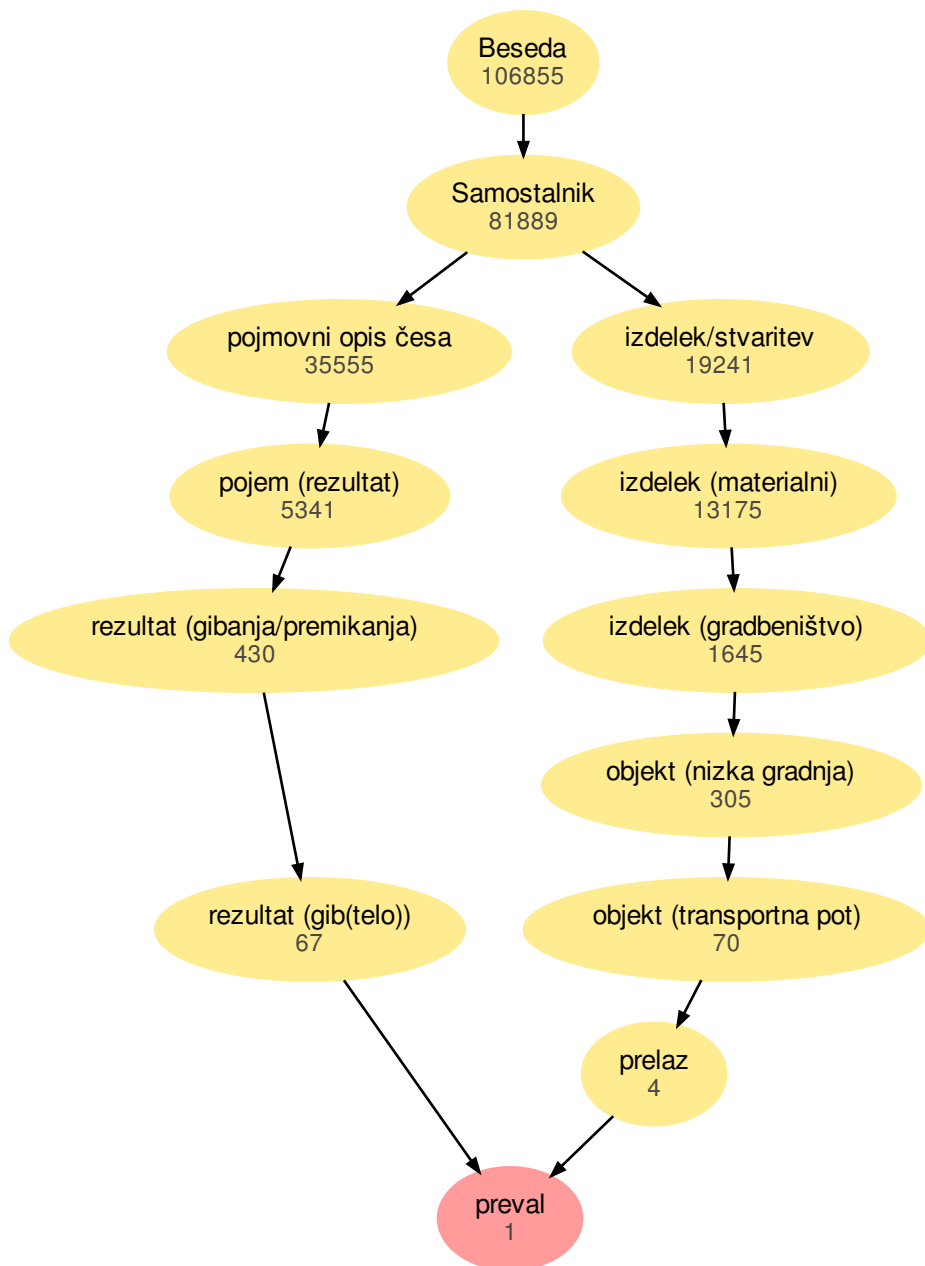 Beseda
106855
Samostalnik
81889
pojmovni opis česa
35555
izdelek/stvaritev
19241
pojem (rezultat)
5341
izdelek (materialni)
13175
rezultat (gibanja/premikanja)
430
izdelek (gradbeništvo)
1645
objekt (nizka gradnja)
305
rezultat (gib(telo))
67
objekt (transportna pot)
70
prelaz
4
preval
1